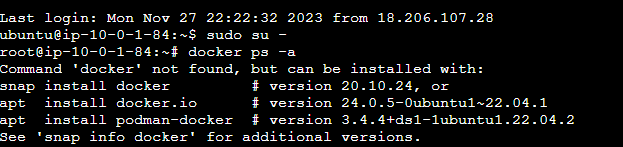 Last login: Mon Nov 27 22:22:32 2023 from 18.206.107.28
ubuntu@ip-10-0-1-84:~$ sudo su -
root@ip-10-0-1-84:~# docker ps -a
Command 'docker' not found, but can be installed with:
snap install docker         # version 20.10.24, or
apt  install docker.io      # version 24.0.5-0ubuntu1~22.04.1
apt  install podman-docker  # version 3.4.4+ds1-1ubuntu1.22.04.2
See 'snap info docker' for additional versions.